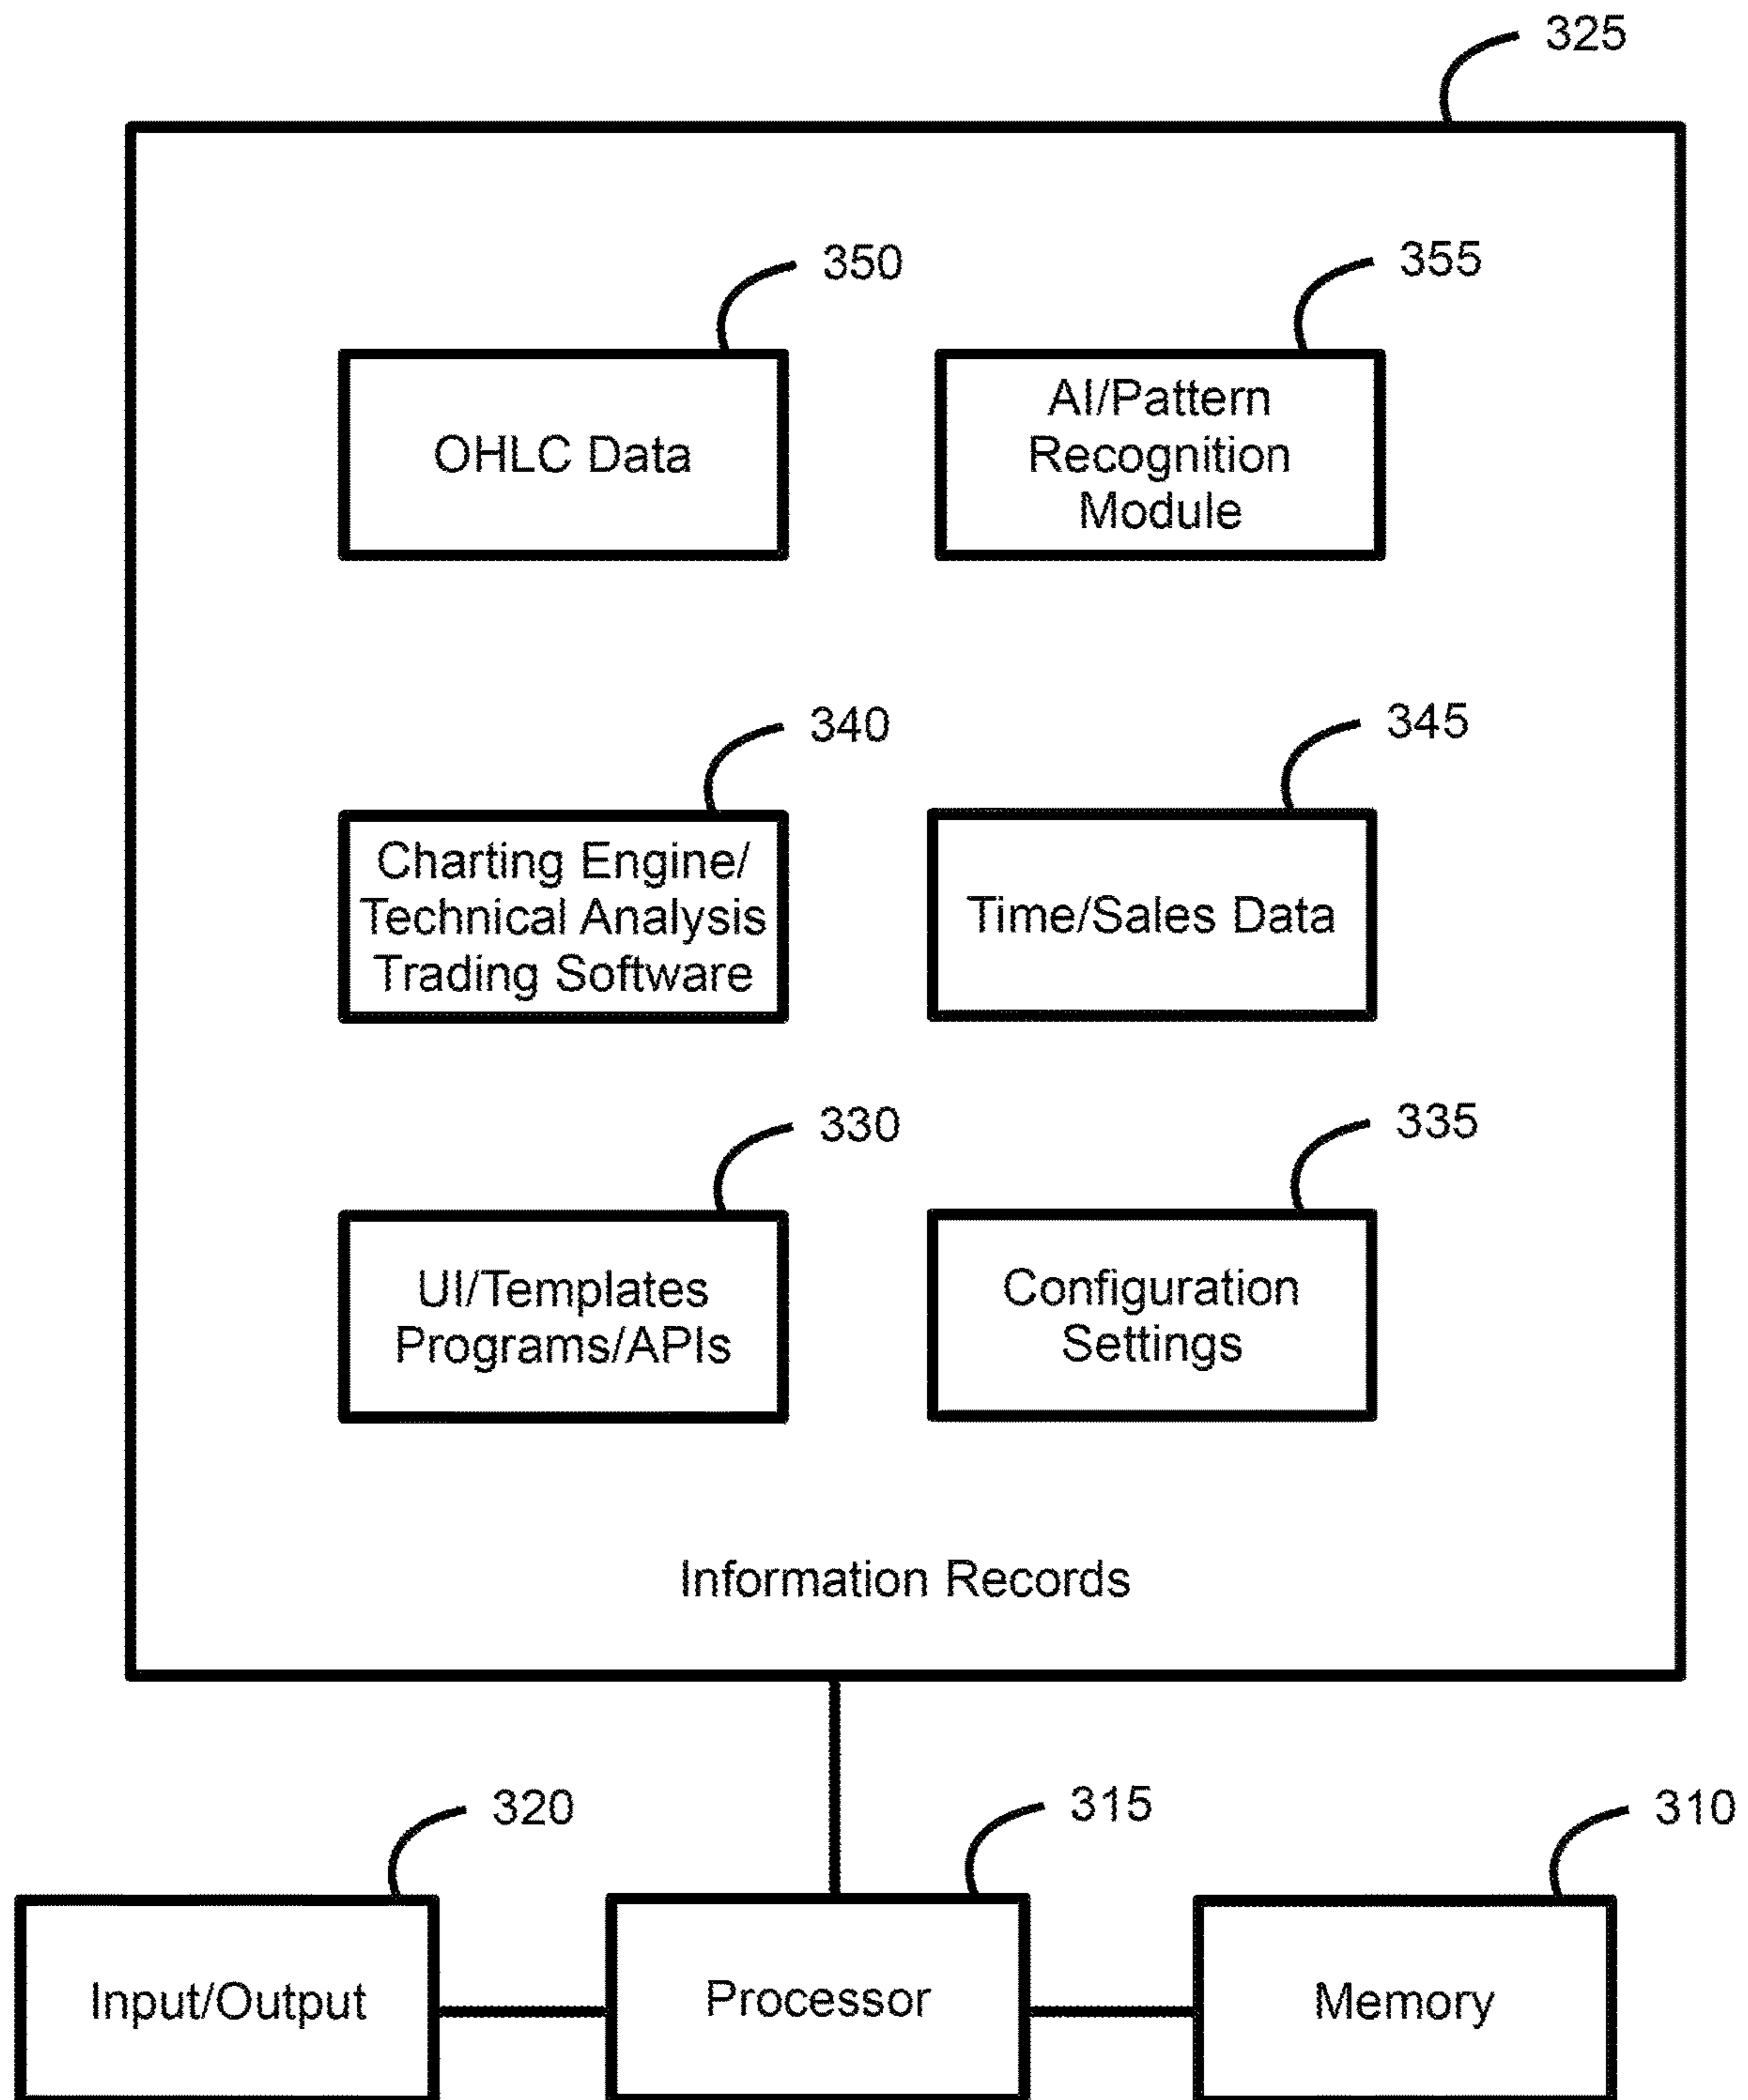 325
350
355
OHLC Data
AI/Pattern
Recognition
Module
340
345
Charting Engine/
Technical Analysis
Trading Software
Time/Sales Data
330
335
UI/Templates
Programs/APIs
Configuration
Settings
Information Records
320
315
310
Input/Output
Processor
Memory